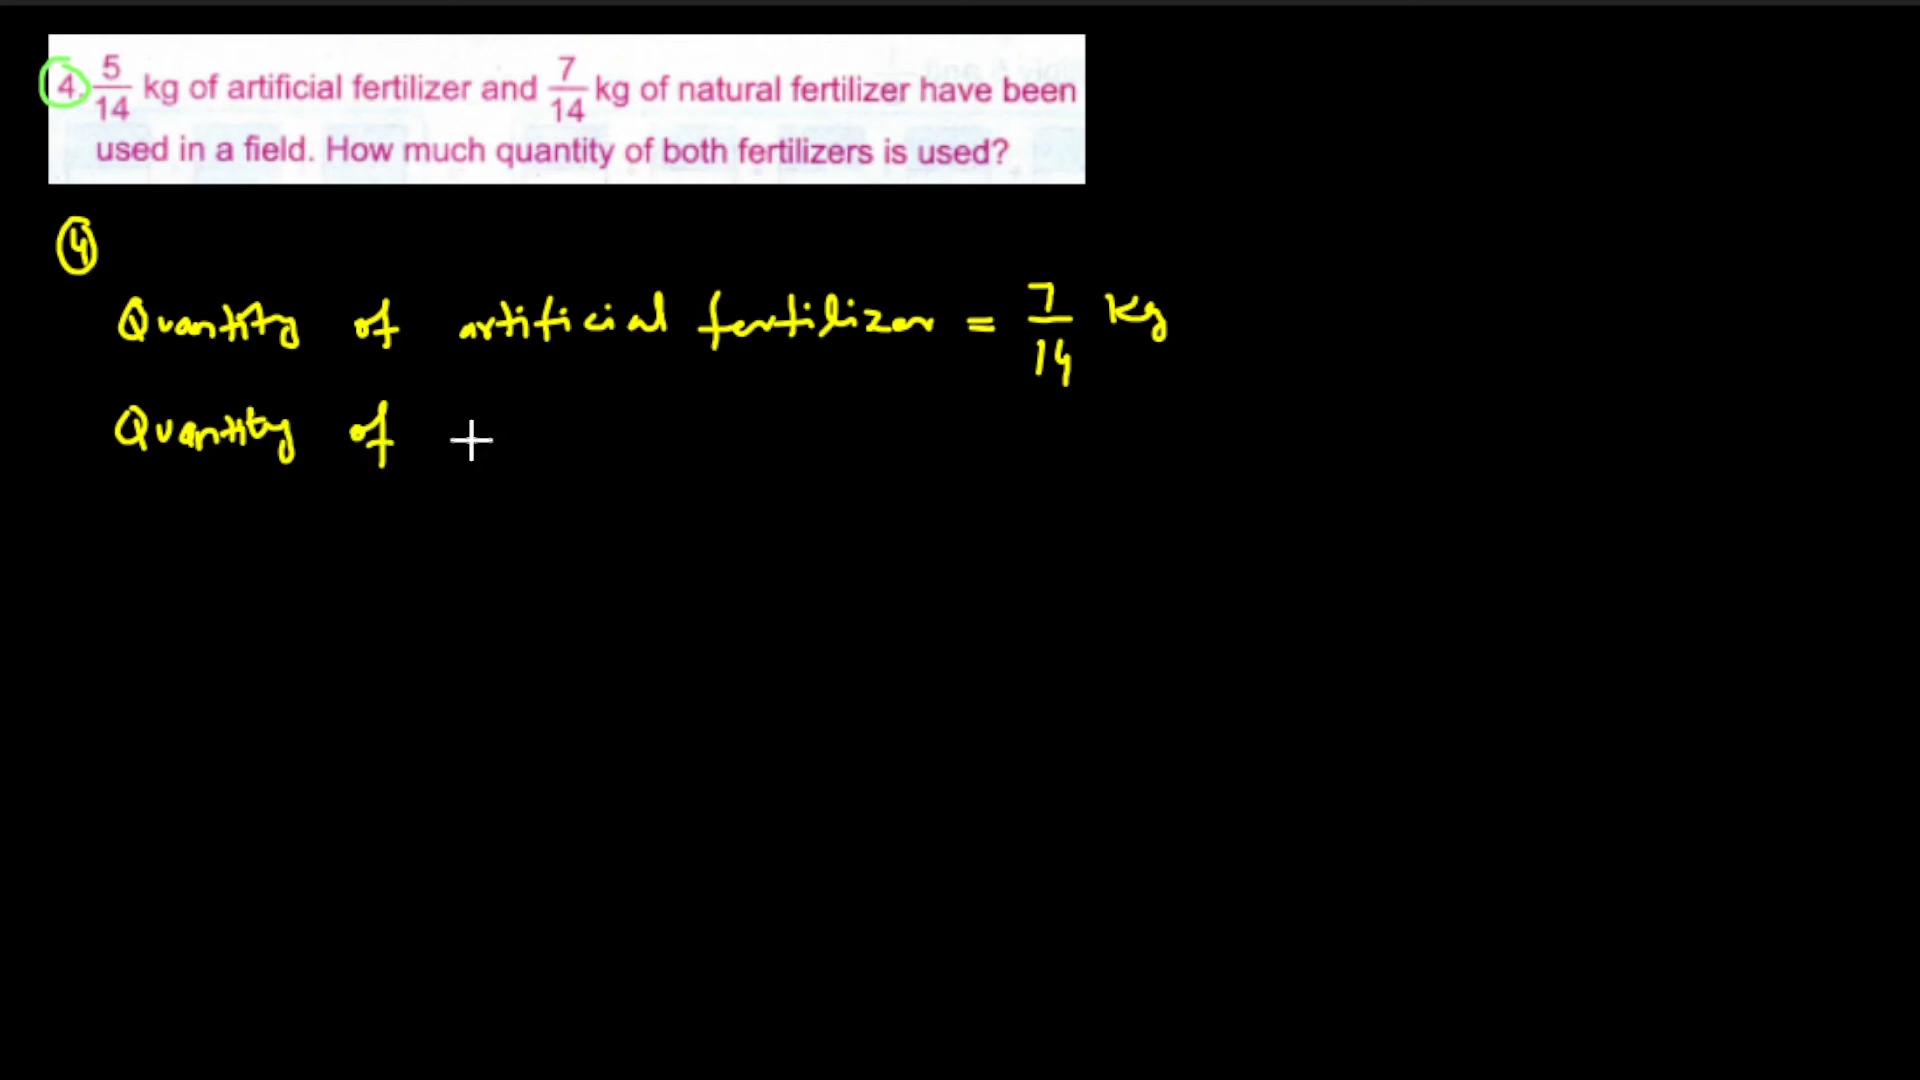 4. 5/14 kg of artificial fertilizer and 7/14 kg of natural fertilizer have been
used in a field. How much quantity of both fertilizers is used?
4
Quantity of artificial fertilizer = 7/14 kg
Quantity of